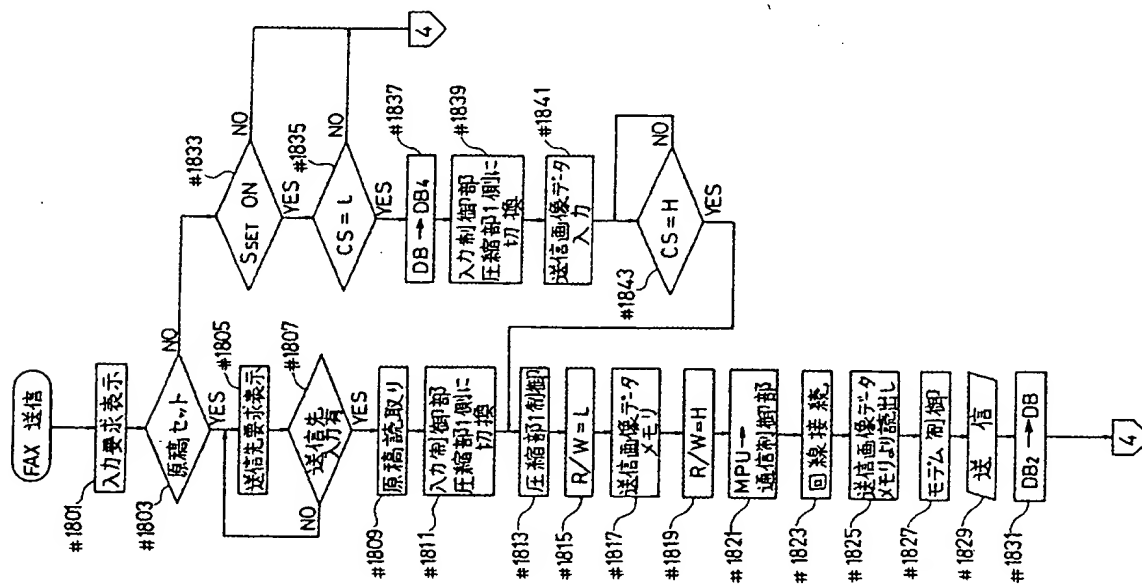 FAX 送信
#1801
入力要求表示
#1803
原稿セット
NO
YES
#1805
送信先要求表示
#1807
送信先
入力有
NO
YES
#1809
原稿読取り
#1811
入力制御部
圧縮部1側に
切換
#1813
圧縮部制御
#1815
R/W=L
#1817
送信画像データ
メモリ
#1819
R/W=H
#1821
MPU→
通信制御部
#1823
回線接続
#1825
送信画像データ
メモリより読出し
#1827
モデム制御
#1829
送信
#1831
DB2→DB
4
#1833
SSET ON
NO
YES
#1835
CS=L
NO
YES
4
#1837
DB→DB4
#1839
入力制御部
圧縮部1側に
切換
#1841
送信画像データ
入力
#1843
CS=H
NO
YES